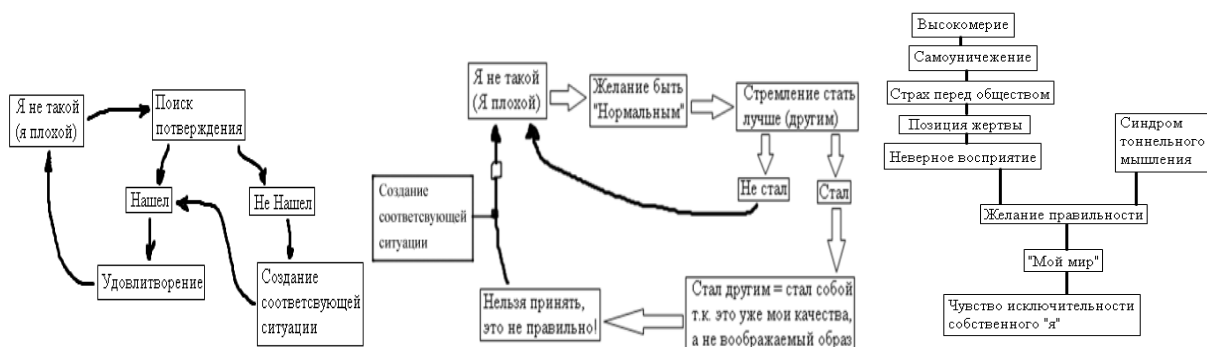 Я не такой
(я плохой)
Поиск
потверждения
Нашел
Не Нашел
Удовлитворение
Создание
соответсвующей
ситуации
Я не такой
(Я плохой)
Желание быть
"Нормальным"
Стремление стать
лучше (другим)
Не стал
Стал
Создание
соответсвующей
ситуации
Нельзя принять,
это не правильно!
Стал другим = стал собой
т.к. это уже мои качества,
а не воображаемый образ
Высокомерие
Самоуничежение
Страх перед обществом
Позиция жертвы
Неверное восприятие
Синдром
тоннельного
мышления
Желание правильности
"Мой мир"
Чувство исключительности
собственного "я"